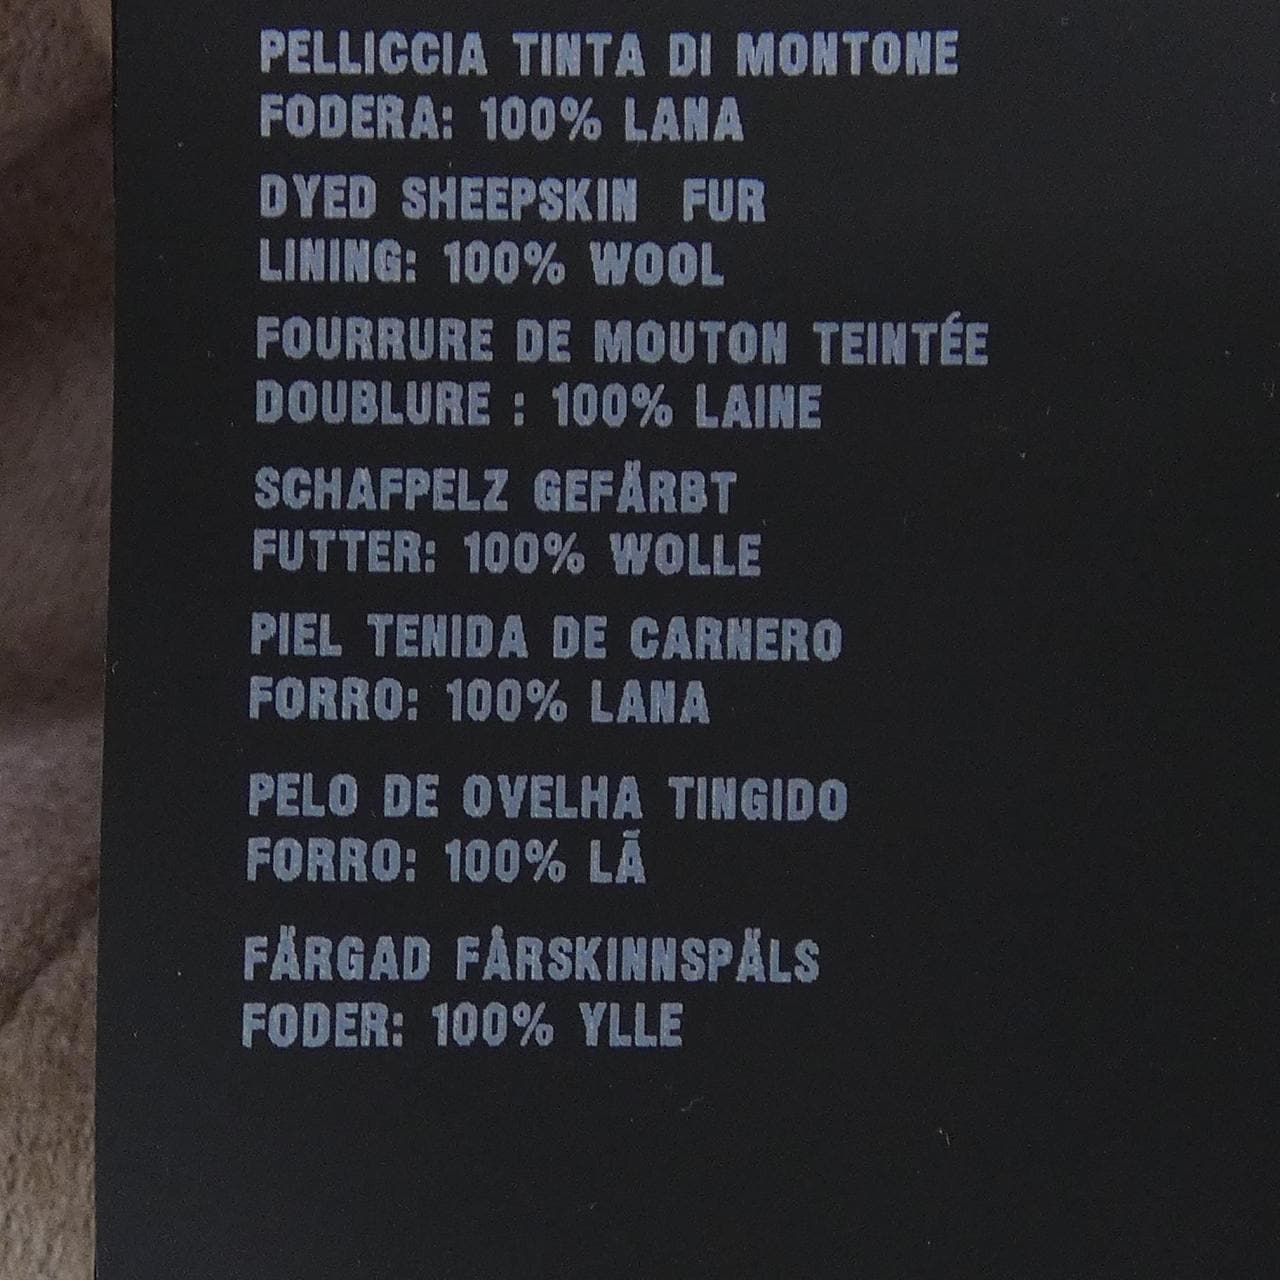 PELLICCIA TINTA DI MONTONE
FODERA: 100% LANA
DYED SHEEPSKIN FUR
LINING: 100% WOOL
FOURRURE DE MOUTON TEINTÉE
DOUBLURE : 100% LAINE
SCHAFPELZ GEFÄRBT
FUTTER: 100% WOLLE
PIEL TENIDA DE CARNERO
FORRO: 100% LANA
PELO DE OVELHA TINGIDO
FORRO: 100% LÃ
FÄRGAD FÅRSKINNSPÄLS
FODER: 100% YLLE